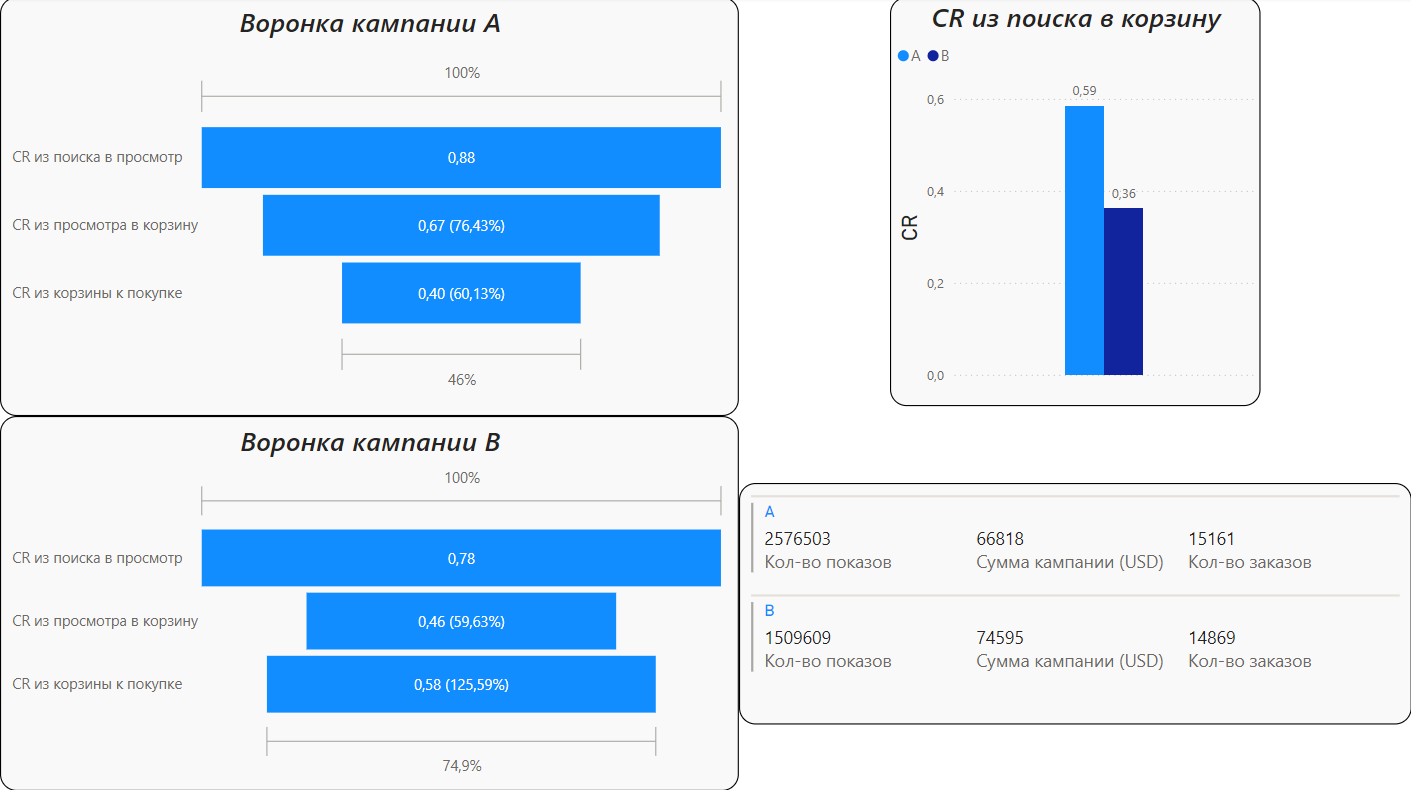 Воронка кампании A
100%
CR из поиска в просмотр
0,88
CR из просмотра в корзину
0,67 (76,43%)
CR из корзины к покупке
0,40 (60,13%)
46%
CR из поиска в корзину
A B
0,59
0,6
0,36
0,4
CR
0,2
0,0
Воронка кампании B
100%
CR из поиска в просмотр
0,78
CR из просмотра в корзину
0,46 (59,63%)
CR из корзины к покупке
0,58 (125,59%)
74,9%
A
2576503 66818 15161
Кол-во показов Сумма кампании (USD) Кол-во заказов
B
1509609 74595 14869
Кол-во показов Сумма кампании (USD) Кол-во заказов